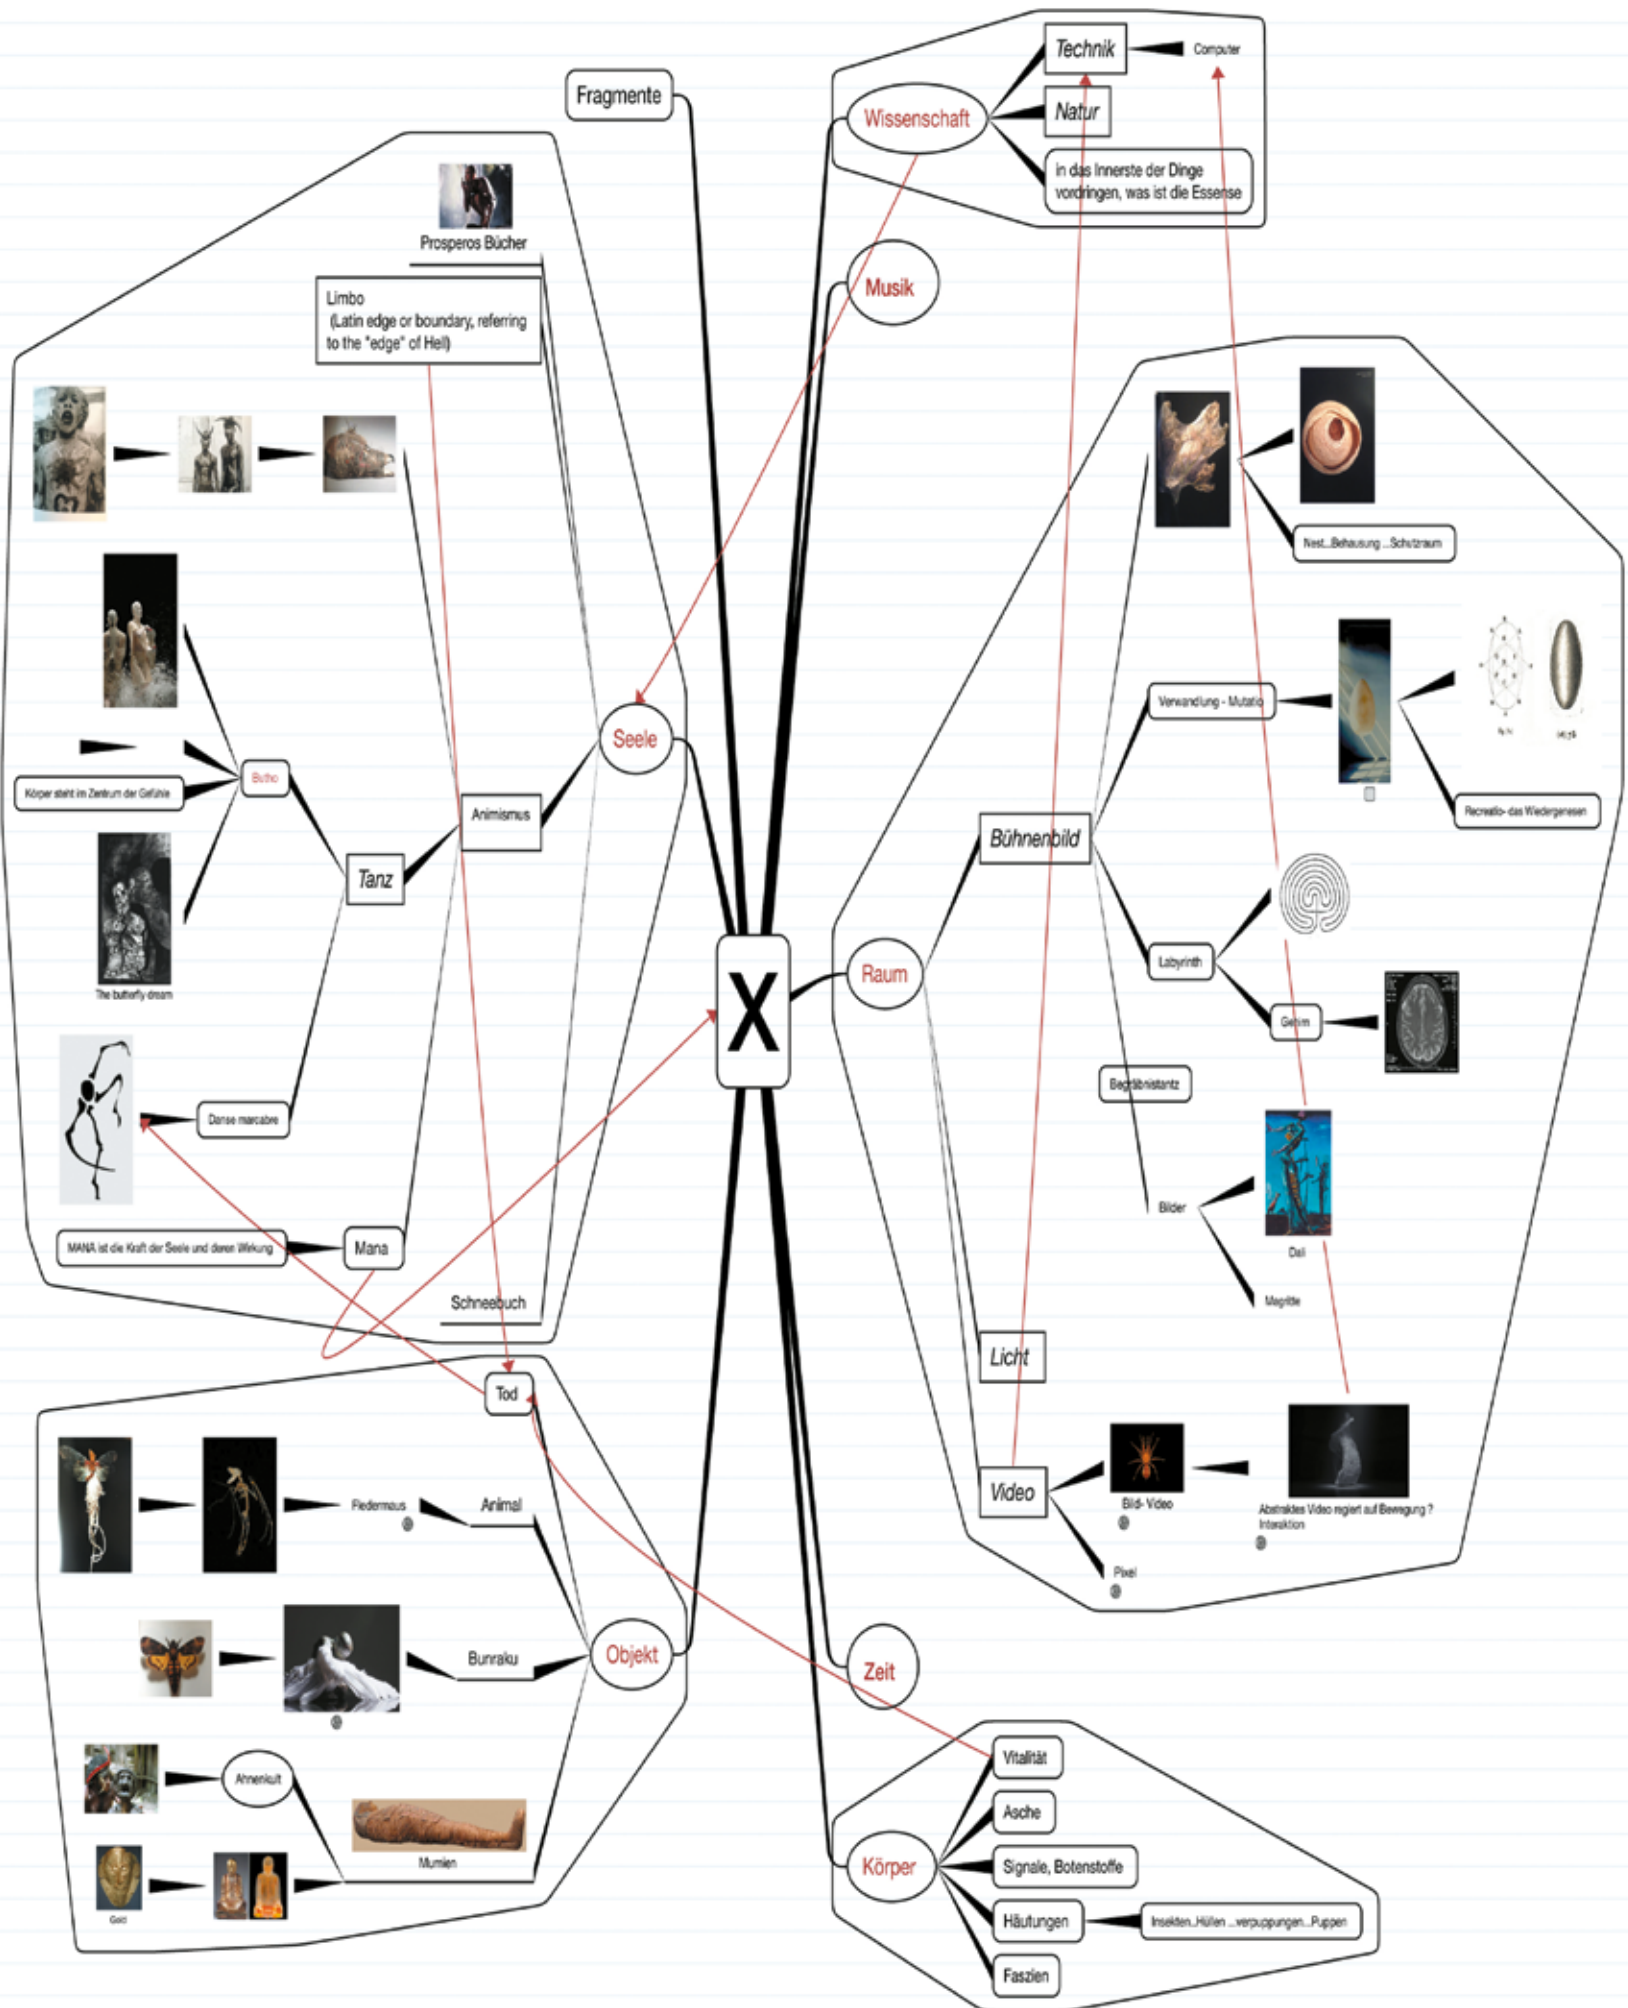 Fragmente
Prosperos Bücher
Limbo
(Latin edge or boundary, referring
to the "edge" of Hell)
Seele
Animismus
Tanz
Butho
Körper steht im Zentrum der Gefühle
The butterfly dream
Danse marcabre
MANA ist die Kraft der Seele und deren Wirkung
Mana
Schneebuch
Tod
Animal
Fledermaus
Objekt
Bunraku
Ahnenkult
Mumien
Gold
X
Wissenschaft
Technik
Computer
Natur
in das Innerste der Dinge
vordringen, was ist die Essense
Musik
Raum
Bühnenbild
Nest...Behausung ...Schutzraum
Verwandlung - Mutatio
Recreatio- das Wiedergenesen
Labyrinth
Gehirn
Begräbnistantz
Bilder
Dali
Magritte
Licht
Video
Bild- Video
Abstraktes Video regiert auf Bewegung ?
Interaktion
Pixel
Zeit
Körper
Vitalität
Asche
Signale, Botenstoffe
Häutungen
Insekten...Hüllen ...verpuppungen...Puppen
Faszien